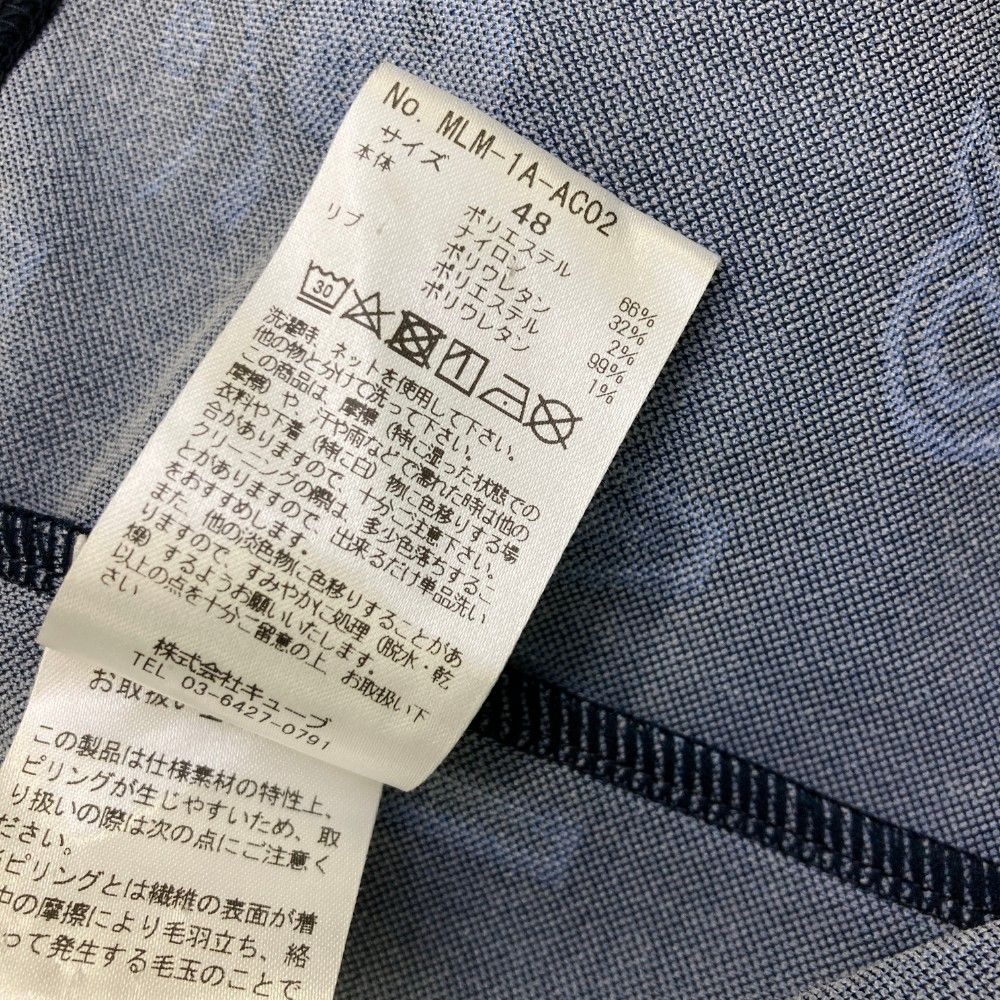 No. MLM-1A-AC02
サイズ 48
本体 ポリエステル 66%
ナイロン 32%
ポリウレタン 2%
リブ ポリエステル 99%
ポリウレタン 1%
30
洗濯時、ネットを使用して下さい。
他の物と分けて洗って下さい。
この商品は、摩擦（特に湿った状態での
摩擦）や、汗や雨などで濡れた時は他の
衣料や下着（特に白）物に色移りする場
合がありますので、十分ご注意下さい。
クリーニングの際は、多少色落ちするこ
とがありますので、出来るだけ単品洗い
をおすすめします。
また、他の淡色物に色移りすることがあ
りますので、すみやかに処理（脱水・乾
燥）するようお願いいたします。
以上の点を十分ご留意の上、お取扱い下
さい
株式会社キューブ
TEL 03-6427-0791
お取扱い
この製品は仕様素材の特性上、
ピリングが生じやすいため、取
り扱いの際は次の点にご注意く
ださい。
ピリングとは繊維の表面が着
中の摩擦により毛羽立ち、絡
って発生する毛玉のことで